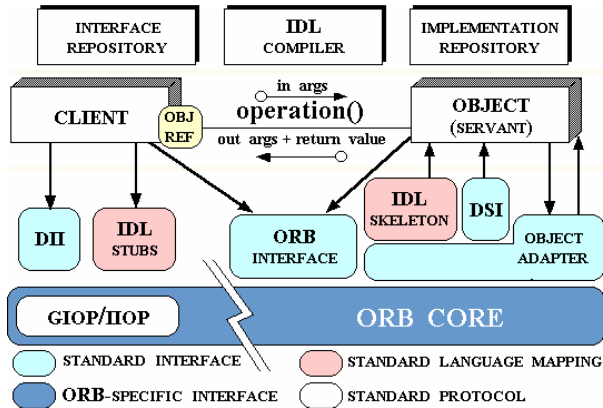 INTERFACE
REPOSITORY
IDL
COMPILER
IMPLEMENTATION
REPOSITORY
CLIENT
OBJ
REF
in args
operation()
out args + return value
OBJECT
(SERVANT)
DII
IDL
STUBS
ORB
INTERFACE
IDL
SKELETON
DSI
OBJECT
ADAPTER
GIOP/IIOP
ORB CORE
STANDARD INTERFACE
STANDARD LANGUAGE MAPPING
ORB-SPECIFIC INTERFACE
STANDARD PROTOCOL